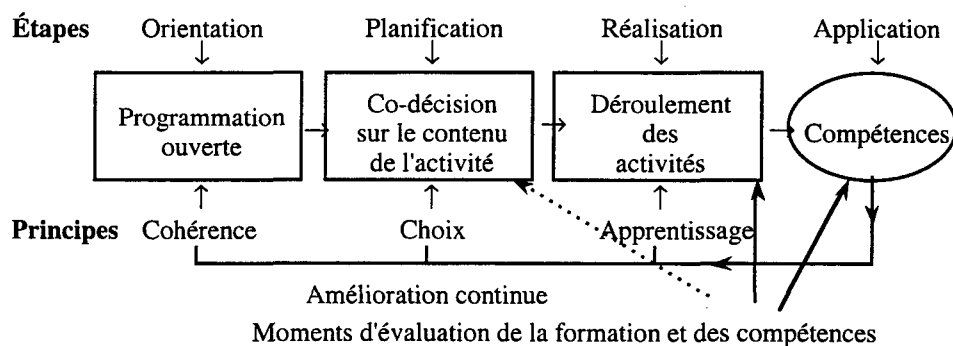 Étapes Orientation Planification Réalisation Application
Programmation
ouverte
Co-décision
sur le contenu
de l'activité
Déroulement
des
activités
Compétences
Principes Cohérence Choix Apprentissage
Amélioration continue
Moments d'évaluation de la formation et des compétences